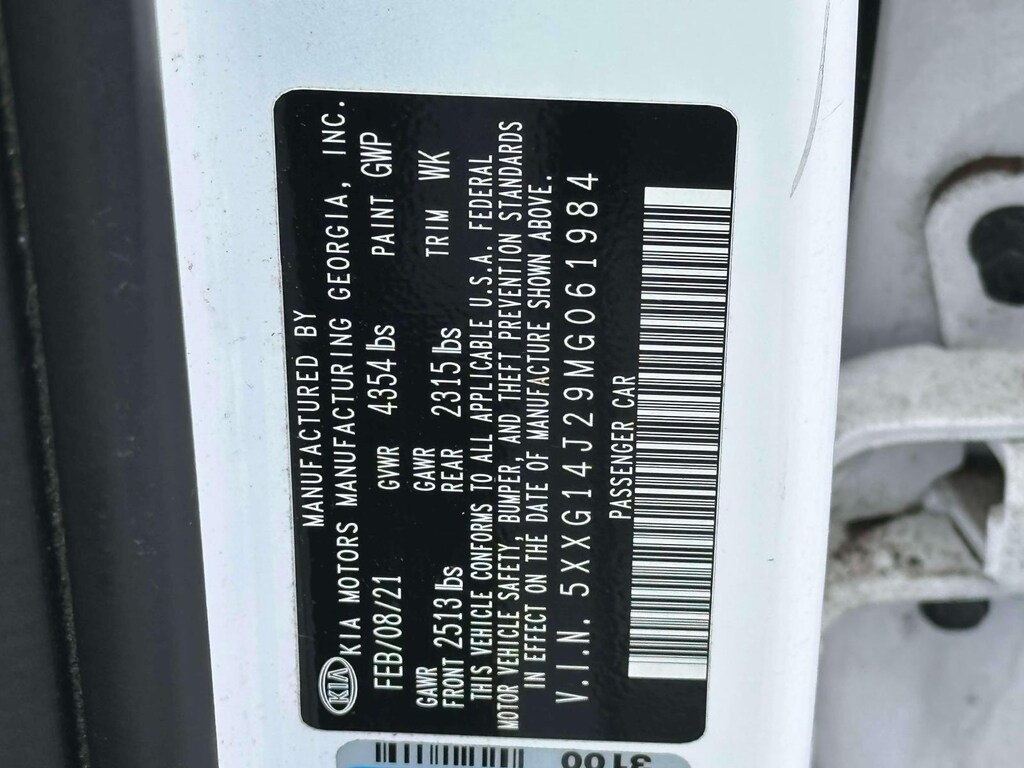 MANUFACTURED BY
KIA KIA MOTORS MANUFACTURING GEORGIA, INC.
FEB/08/21 GVWR 4354 lbs PAINT GWP
GAWR GAWR
FRONT 2513 lbs REAR 2315 lbs TRIM WK
THIS VEHICLE CONFORMS TO ALL APPLICABLE U.S.A. FEDERAL
MOTOR VEHICLE SAFETY, BUMPER, AND THEFT PREVENTION STANDARDS
IN EFFECT ON THE DATE OF MANUFACTURE SHOWN ABOVE.
V.I.N. 5XXG14J29MG061984
PASSENGER CAR
3100